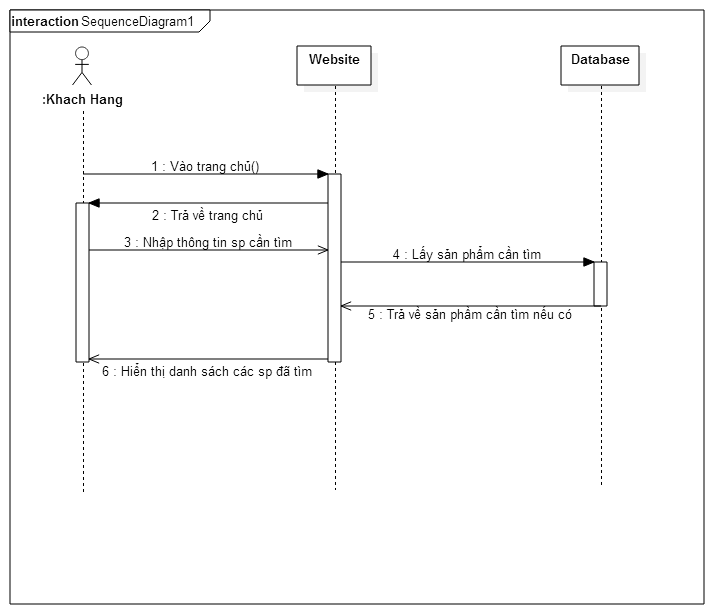 interaction SequenceDiagram1
:Khach Hang
Website
Database
1 : Vào trang chủ()
2 : Trả về trang chủ
3 : Nhập thông tin sp cần tìm
4 : Lấy sản phẩm cần tìm
5 : Trả về sản phẩm cần tìm nếu có
6 : Hiển thị danh sách các sp đã tìm